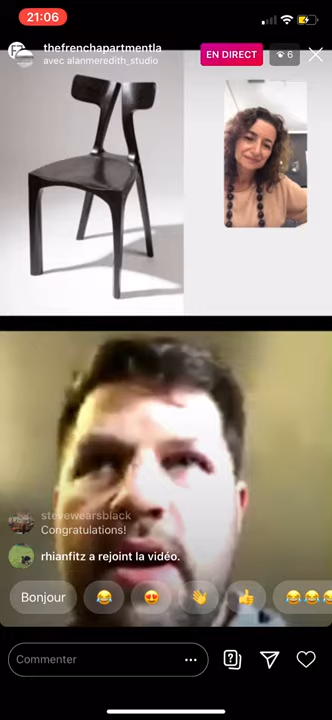 21:06
thefrenchapartmentla
avec alanmeredith_studio
EN DIRECT
6
stevewearsblack
Congratulations!
rhianfitz a rejoint la vidéo.
Bonjour
Commenter